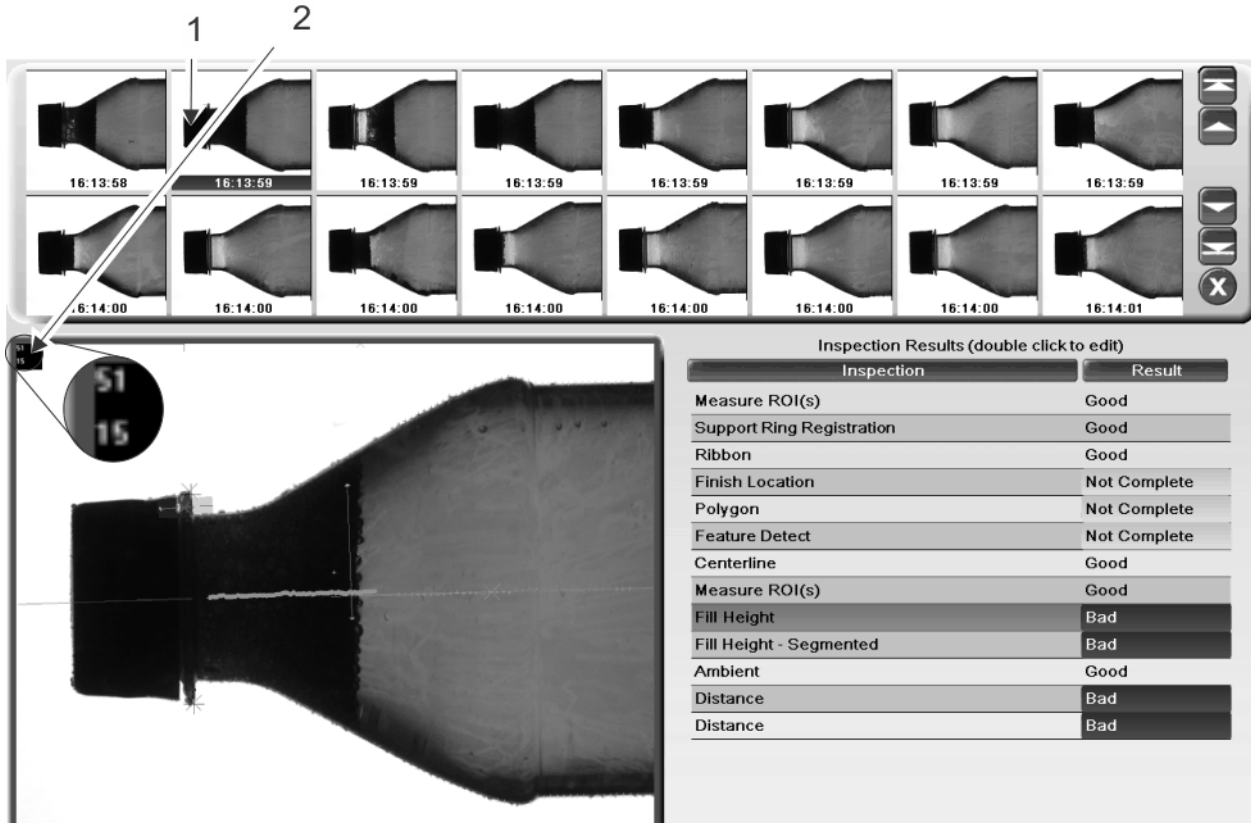 1 2
16:13:58 16:13:59 16:13:59 16:13:59 16:13:59 16:13:59 16:13:59 16:13:59
16:14:00 16:14:00 16:14:00 16:14:00 16:14:00 16:14:00 16:14:00 16:14:01
X
51
15
51
15
Inspection Results (double click to edit)
Inspection Result
Measure ROI(s) Good
Support Ring Registration Good
Ribbon Good
Finish Location Not Complete
Polygon Not Complete
Feature Detect Not Complete
Centerline Good
Measure ROI(s) Good
Fill Height Bad
Fill Height - Segmented Bad
Ambient Good
Distance Bad
Distance Bad